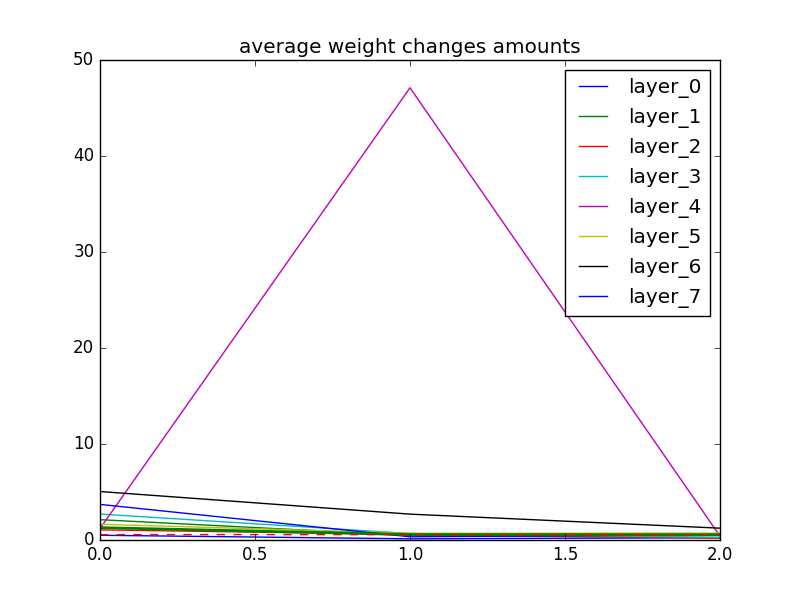 average weight changes amounts
50
40
30
20
10
0
0.0
0.5
1.0
1.5
2.0
layer_0
layer_1
layer_2
layer_3
layer_4
layer_5
layer_6
layer_7